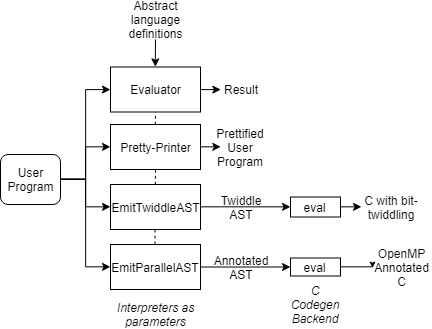 Abstract
language
definitions
Evaluator
Result
Pretty-Printer
Prettified
User
Program
User
Program
EmitTwiddleAST
Twiddle
AST
eval
C with bit-
twiddling
EmitParallelAST
Annotated
AST
eval
OpenMP
Annotated
C
Interpreters as
parameters
C
Codegen
Backend